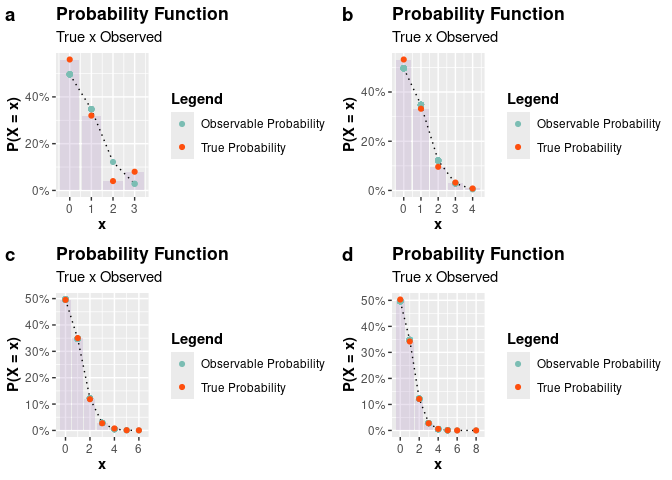 a
Probability Function
True x Observed
P(X = x)
40%
20%
0%
0 1 2 3
x
Legend
Observable Probability
True Probability
b
Probability Function
True x Observed
P(X = x)
40%
20%
0%
0 1 2 3 4
x
Legend
Observable Probability
True Probability
c
Probability Function
True x Observed
P(X = x)
50%
40%
30%
20%
10%
0%
0 2 4 6
x
Legend
Observable Probability
True Probability
d
Probability Function
True x Observed
P(X = x)
50%
40%
30%
20%
10%
0%
0 2 4 6 8
x
Legend
Observable Probability
True Probability